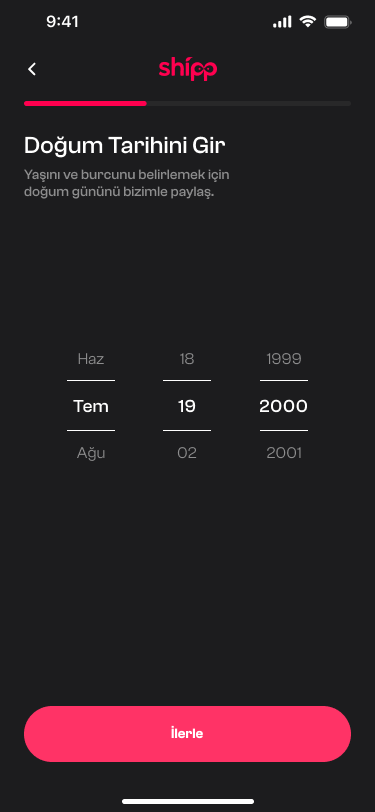 9:41
shipp
Doğum Tarihini Gir
Yaşını ve burcunu belirlemek için
doğum gününü bizimle paylaş.
Haz 18 1999
Tem 19 2000
Ağu 02 2001
İlerle